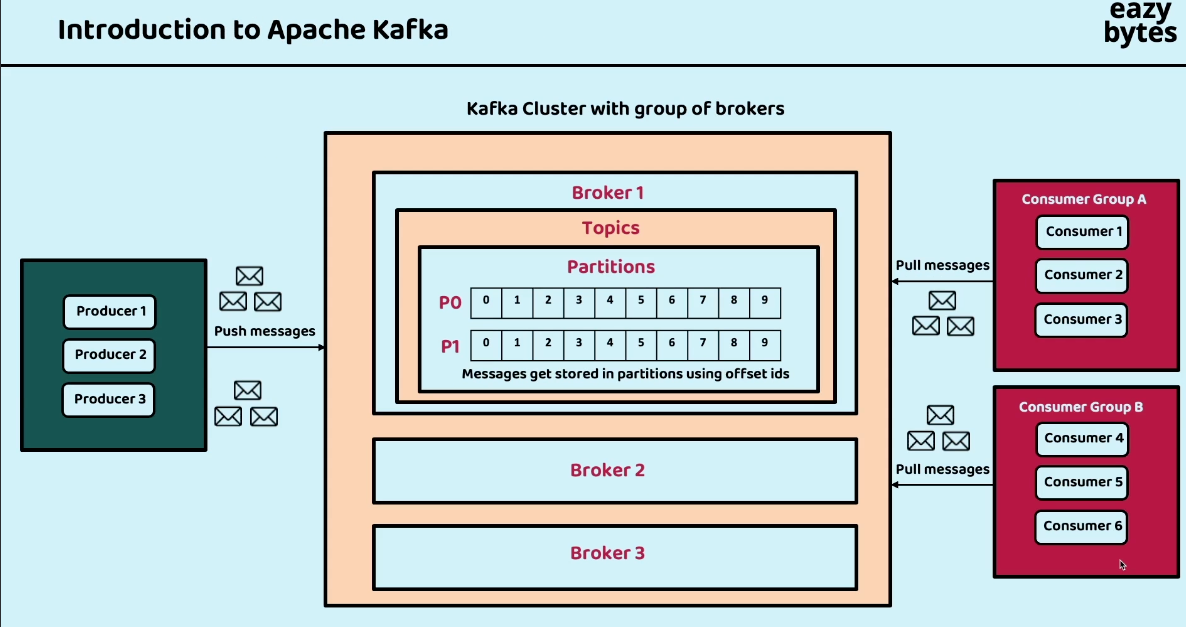 Introduction to Apache Kafka
eazy
bytes
Kafka Cluster with group of brokers
Producer 1
Producer 2
Producer 3
Push messages
Broker 1
Topics
Partitions
P0 0 1 2 3 4 5 6 7 8 9
P1 0 1 2 3 4 5 6 7 8 9
Messages get stored in partitions using offset ids
Broker 2
Broker 3
Pull messages
Consumer Group A
Consumer 1
Consumer 2
Consumer 3
Pull messages
Consumer Group B
Consumer 4
Consumer 5
Consumer 6